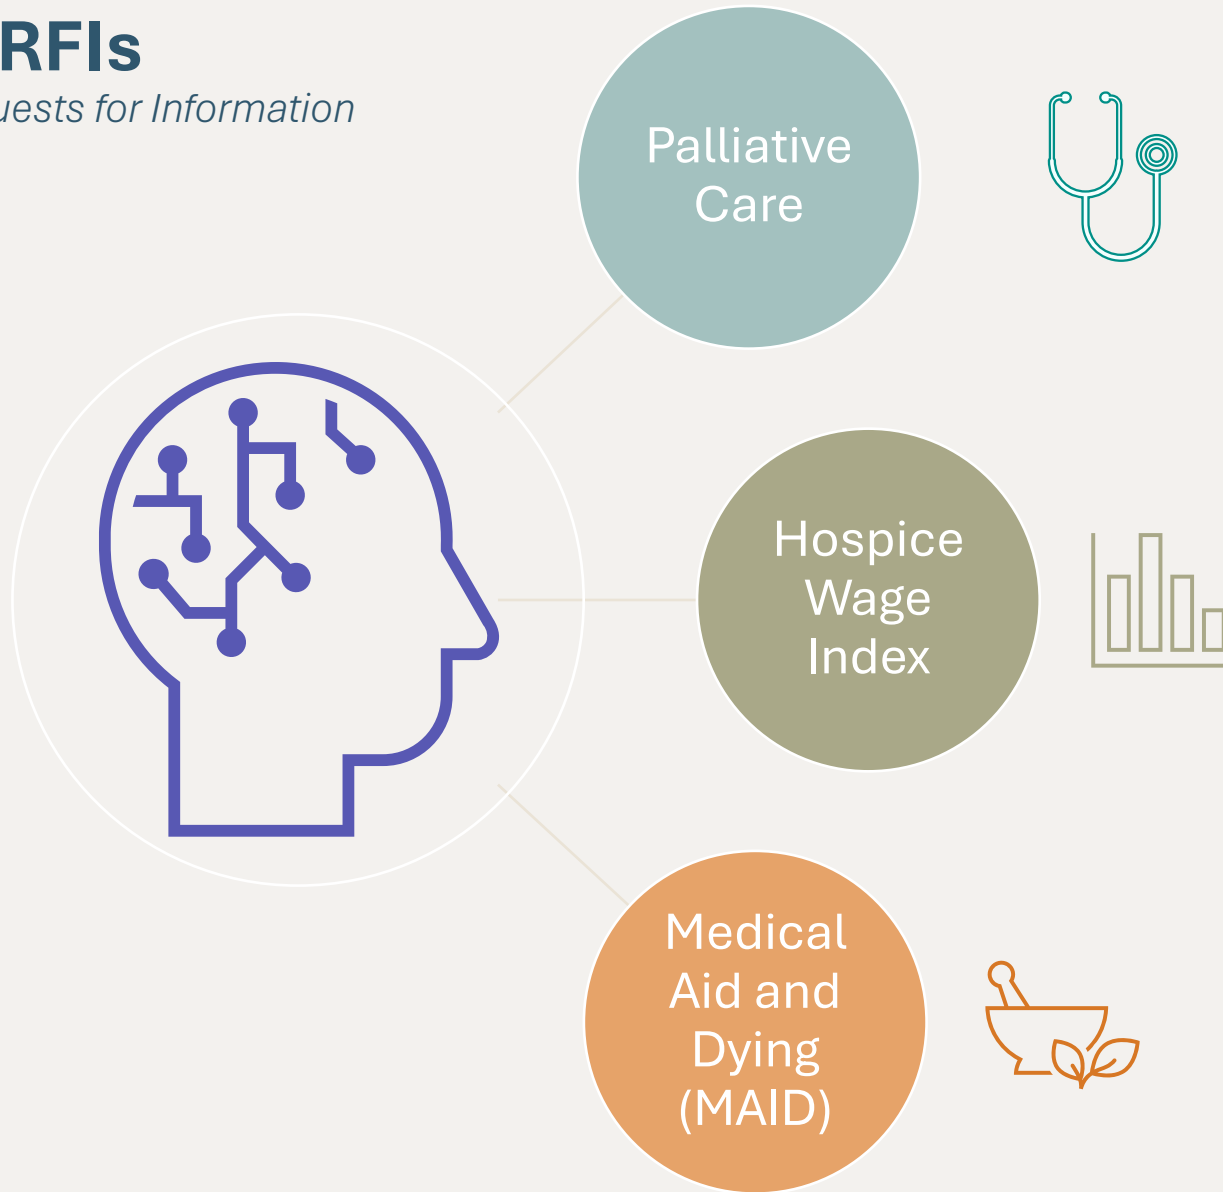 RFIs
uests for Information
Palliative
Care
Hospice
Wage
Index
Medical
Aid and
Dying
(MAID)